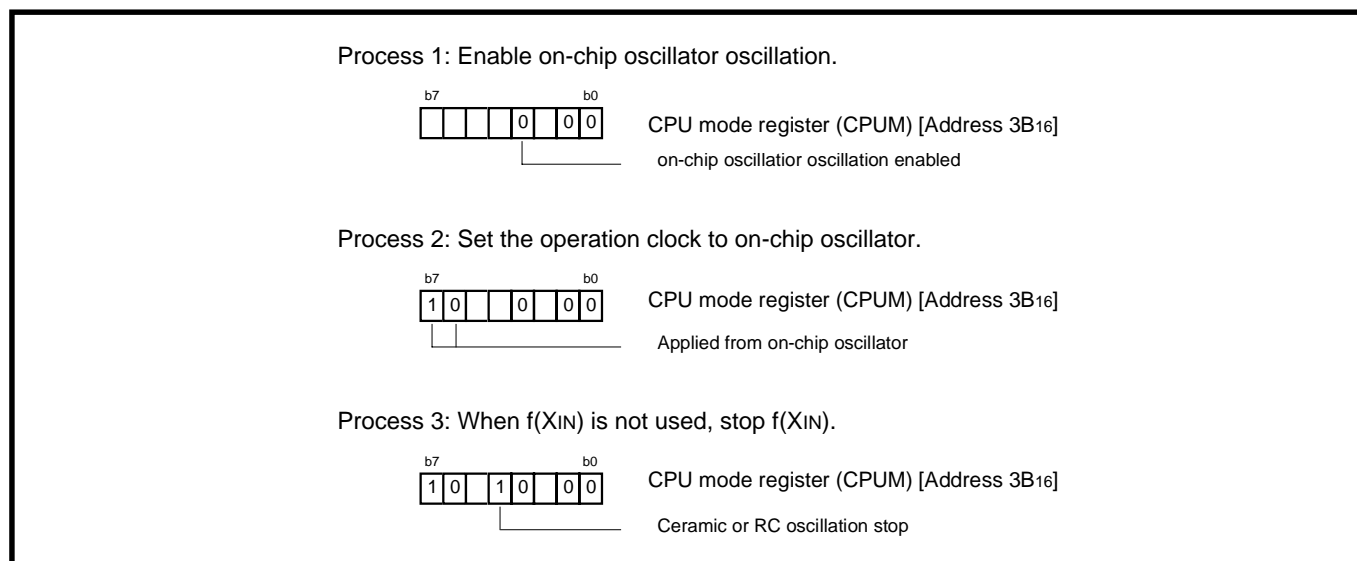 Process 1: Enable on-chip oscillator oscillation.
b7 b0
0 0 0 CPU mode register (CPUM) [Address 3B16]
on-chip oscillatior oscillation enabled
Process 2: Set the operation clock to on-chip oscillator.
b7 b0
1 0 0 0 0 CPU mode register (CPUM) [Address 3B16]
Applied from on-chip oscillator
Process 3: When f(XIN) is not used, stop f(XIN).
b7 b0
1 0 1 0 0 0 CPU mode register (CPUM) [Address 3B16]
Ceramic or RC oscillation stop